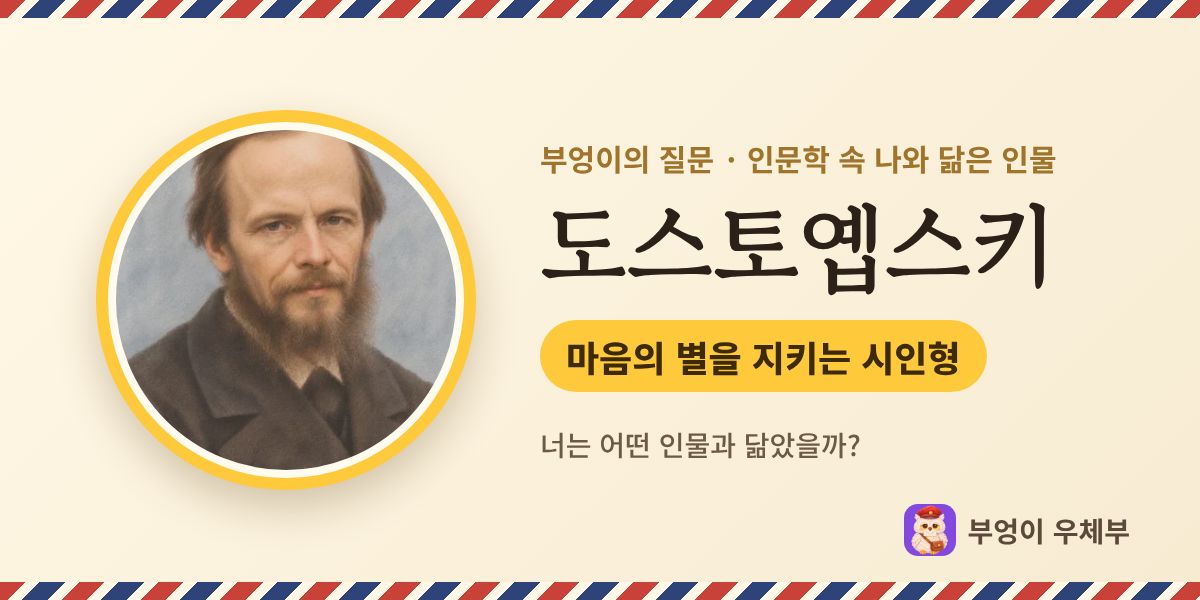 부엉이의 질문 · 인문학 속 나와 닮은 인물
도스토옙스키
마음의 별을 지키는 시인형
너는 어떤 인물과 닮았을까?
부엉이 우체부